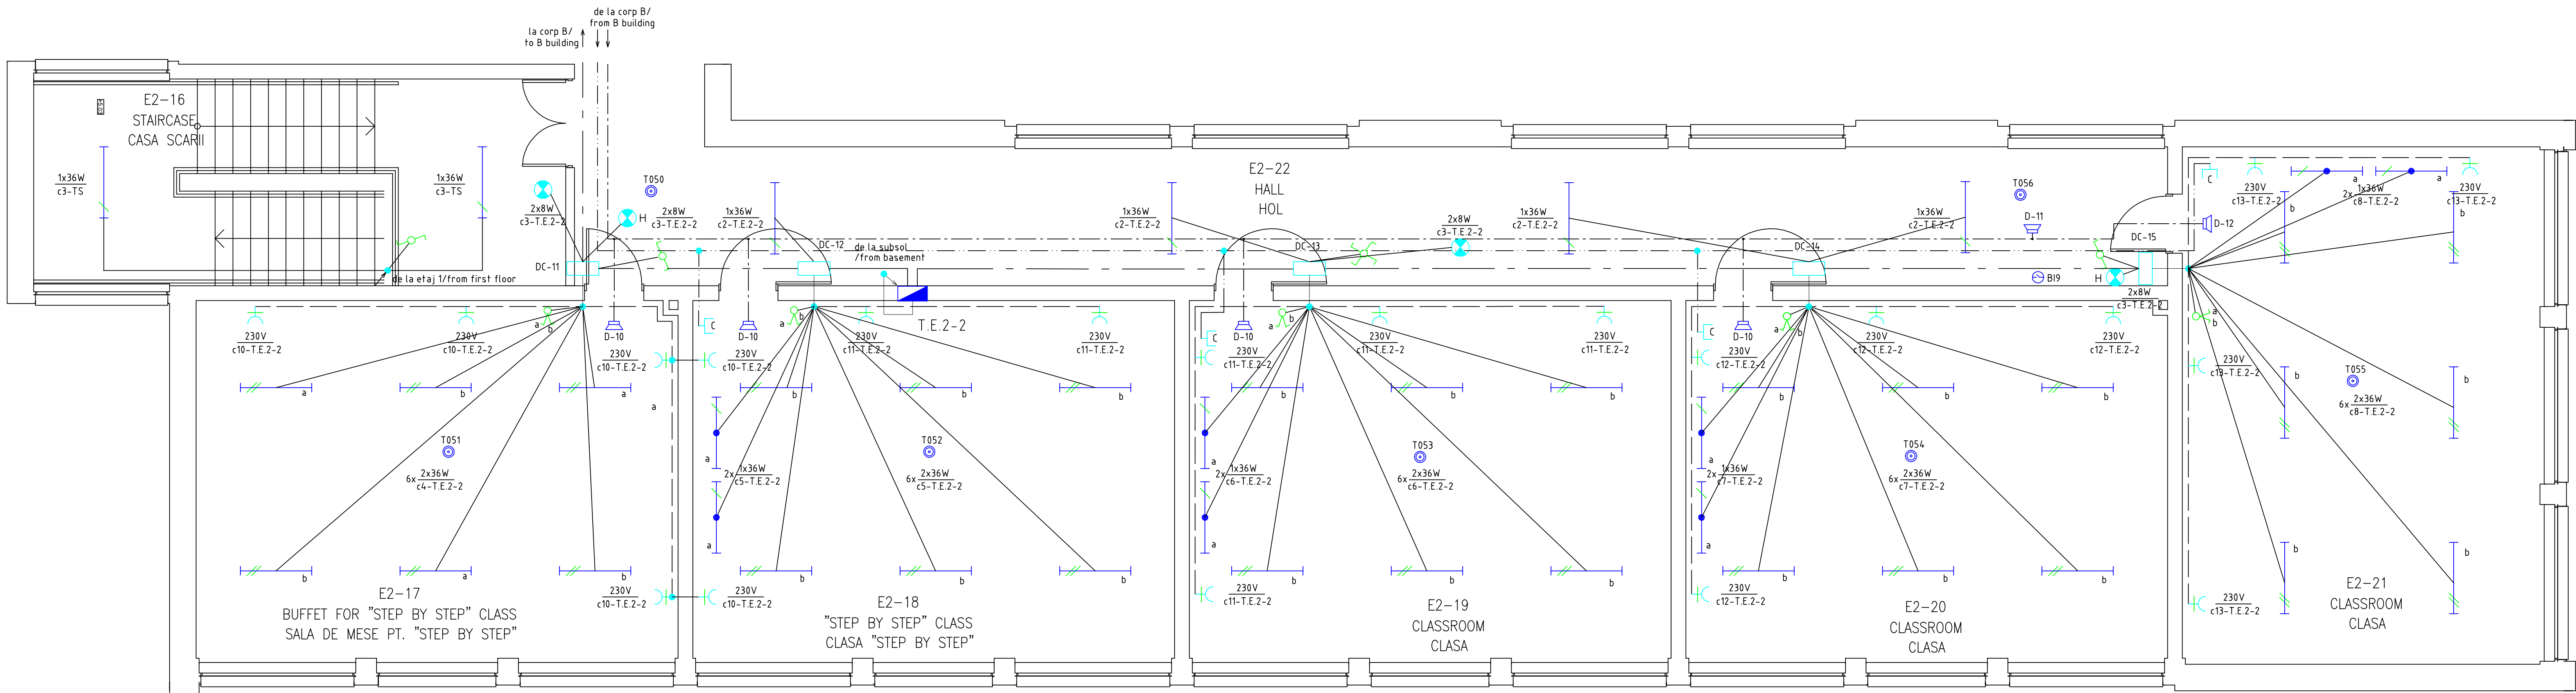 de la corp B/
from B building
la corp B/
to B building
E2-16
STAIRCASE
CASA SCARII
1x36W
c3-TS
1x36W
c3-TS
2x8W
c3-T.E.2-2
T050
H
2x8W
c3-T.E.2-2
1x36W
c2-T.E.2-2
DC-11
DC-12
de la subsol
/from basement
de la etaj 1/from first floor
E2-22
HALL
HOL
1x36W
c2-T.E.2-2
DC-13
2x8W
c3-T.E.2-2
1x36W
c2-T.E.2-2
DC-14
1x36W
c2-T.E.2-2
T056
D-11
D-12
DC-15
BI9
H
2x8W
c3-T.E.2-2
C
230V
c13-T.E.2-2
a
2x 1x36W
c8-T.E.2-2
a
230V
c13-T.E.2-2
b
b
230V
c10-T.E.2-2
230V
c10-T.E.2-2
a
b
D-10
230V
c10-T.E.2-2
a
b
a
a
T051
6x 2x36W
c4-T.E.2-2
b
a
b
230V
c10-T.E.2-2
E2-17
BUFFET FOR "STEP BY STEP" CLASS
SALA DE MESE PT. "STEP BY STEP"
C
D-10
230V
c10-T.E.2-2
a
b
230V
c11-T.E.2-2
T.E.2-2
230V
c11-T.E.2-2
b
b
b
a
2x 1x36W
c5-T.E.2-2
a
T052
6x 2x36W
c5-T.E.2-2
b
b
b
230V
c10-T.E.2-2
E2-18
"STEP BY STEP" CLASS
CLASA "STEP BY STEP"
C
D-10
230V
c11-T.E.2-2
a
b
230V
c11-T.E.2-2
230V
c11-T.E.2-2
b
b
b
a
2x 1x36W
c6-T.E.2-2
a
T053
6x 2x36W
c6-T.E.2-2
b
b
b
230V
c11-T.E.2-2
E2-19
CLASSROOM
CLASA
C
D-10
230V
c12-T.E.2-2
a
b
230V
c12-T.E.2-2
230V
c12-T.E.2-2
b
b
b
a
2x 1x36W
c7-T.E.2-2
a
T054
6x 2x36W
c7-T.E.2-2
b
b
b
230V
c12-T.E.2-2
E2-20
CLASSROOM
CLASA
a
b
230V
c13-T.E.2-2
b
b
T055
6x 2x36W
c8-T.E.2-2
b
b
230V
c13-T.E.2-2
E2-21
CLASSROOM
CLASA